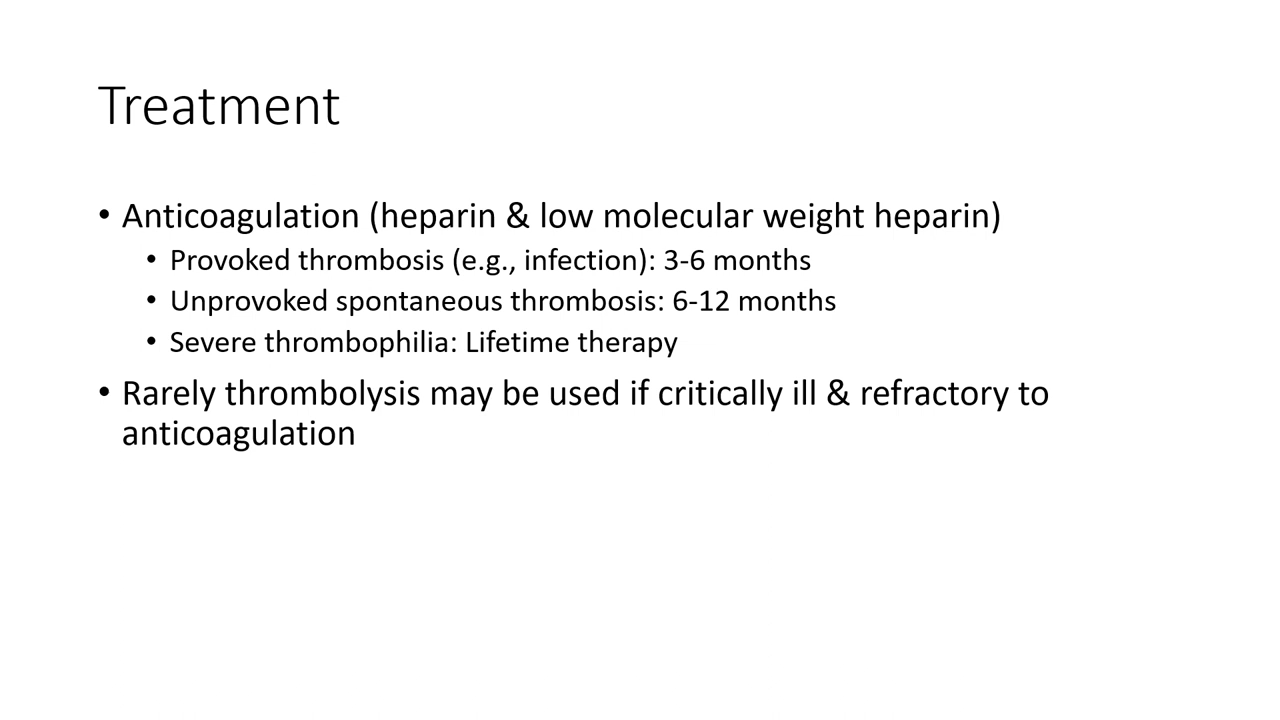 Treatment
• Anticoagulation (heparin & low molecular weight heparin)
• Provoked thrombosis (e.g., infection): 3-6 months
• Unprovoked spontaneous thrombosis: 6-12 months
• Severe thrombophilia: Lifetime therapy
• Rarely thrombolysis may be used if critically ill & refractory to
anticoagulation